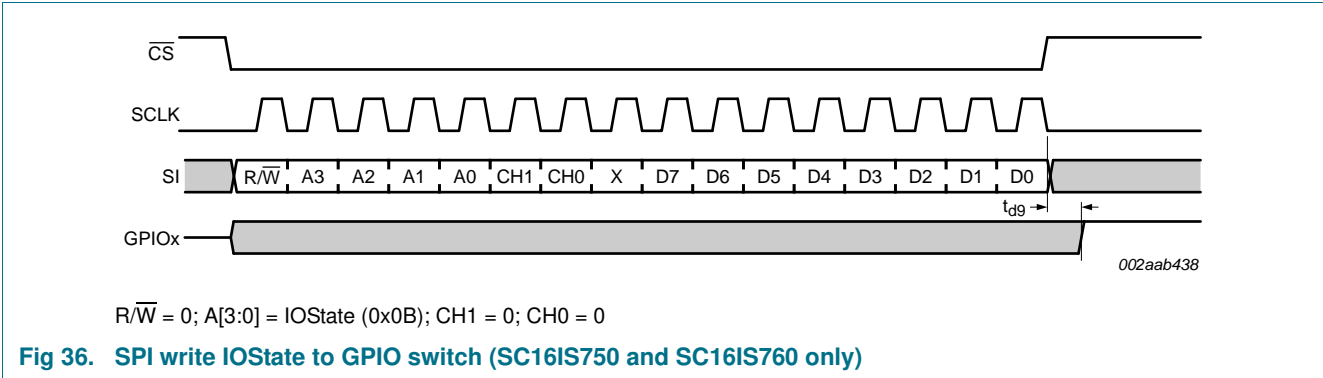 C̅S̅
SCLK
SI R/W̅ A3 A2 A1 A0 CH1 CH0 X D7 D6 D5 D4 D3 D2 D1 D0
td9
GPIOx
002aab438
R/W̅ = 0; A[3:0] = IOState (0x0B); CH1 = 0; CH0 = 0
Fig 36. SPI write IOState to GPIO switch (SC16IS750 and SC16IS760 only)